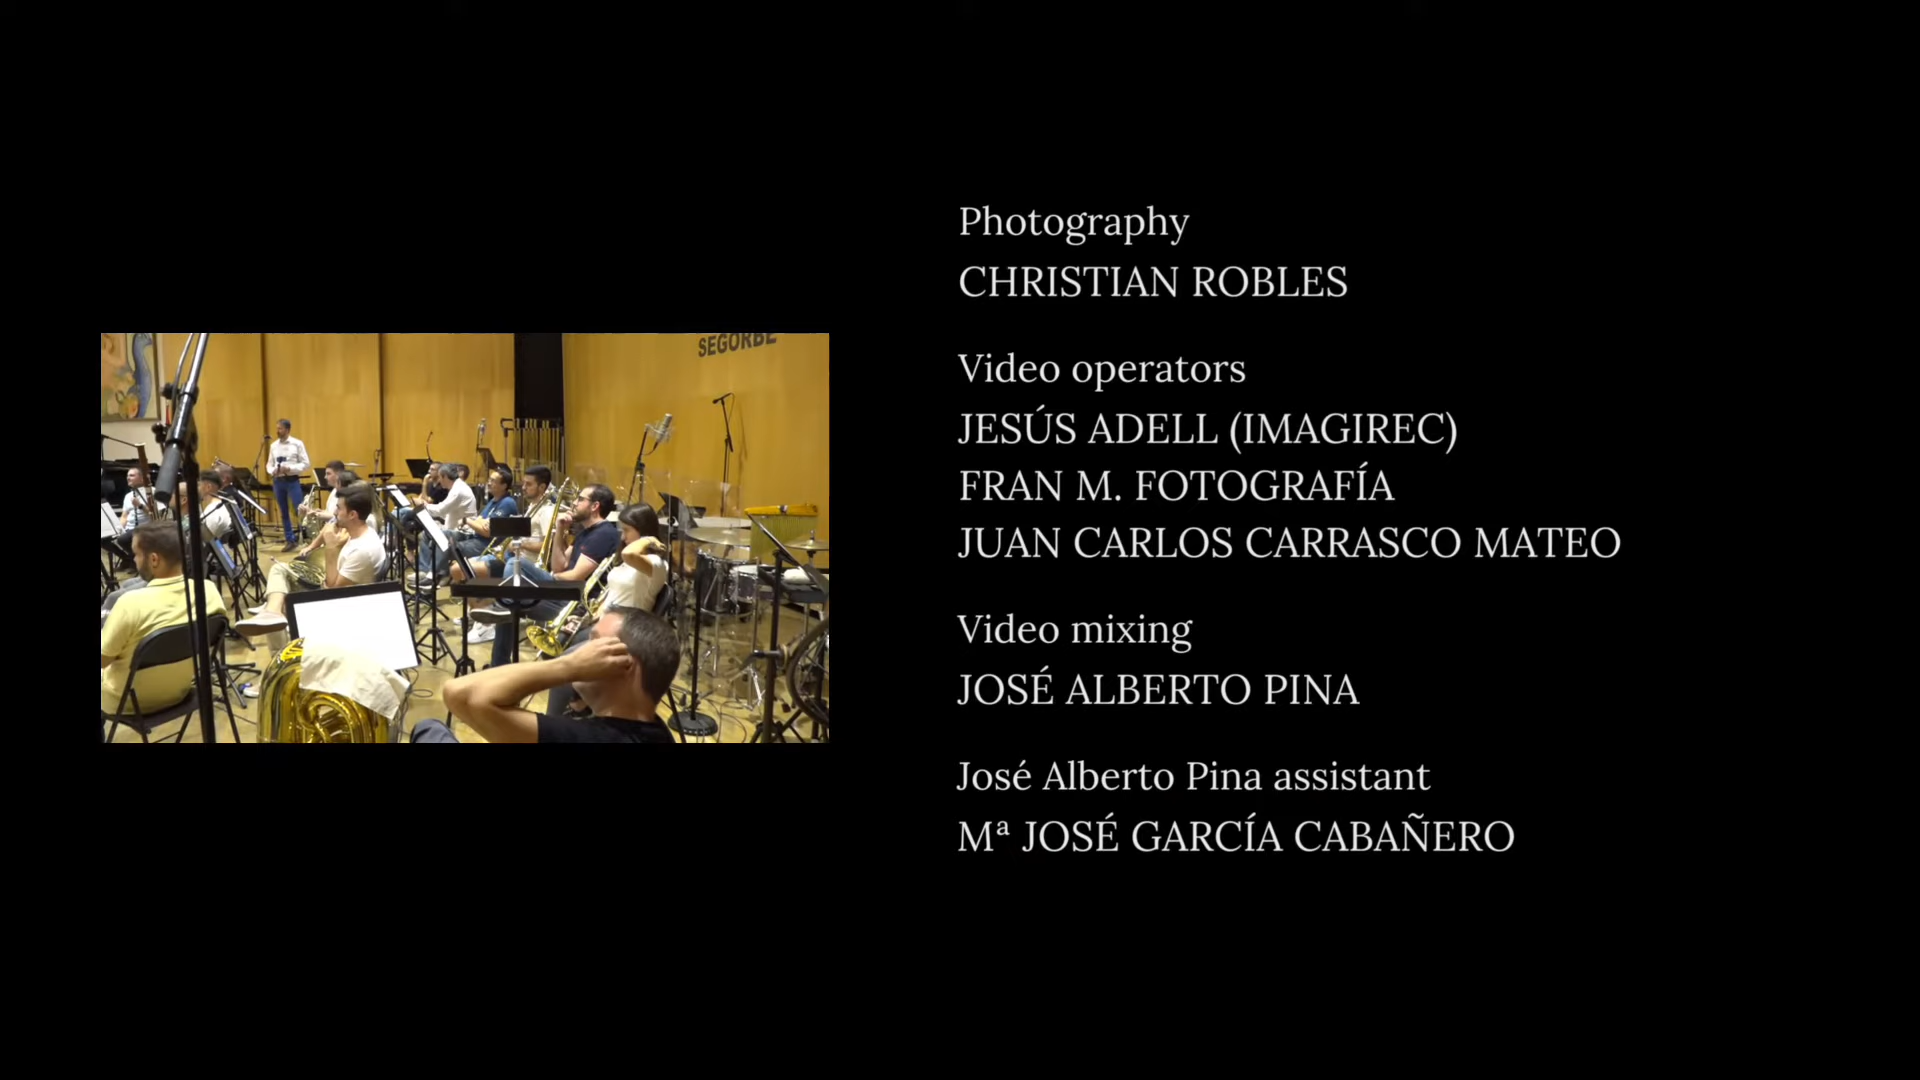 SEGORBE
Photography
CHRISTIAN ROBLES
Video operators
JESÚS ADELL (IMAGIREC)
FRAN M. FOTOGRAFÍA
JUAN CARLOS CARRASCO MATEO
Video mixing
JOSÉ ALBERTO PINA
José Alberto Pina assistant
Mª JOSÉ GARCÍA CABAÑERO